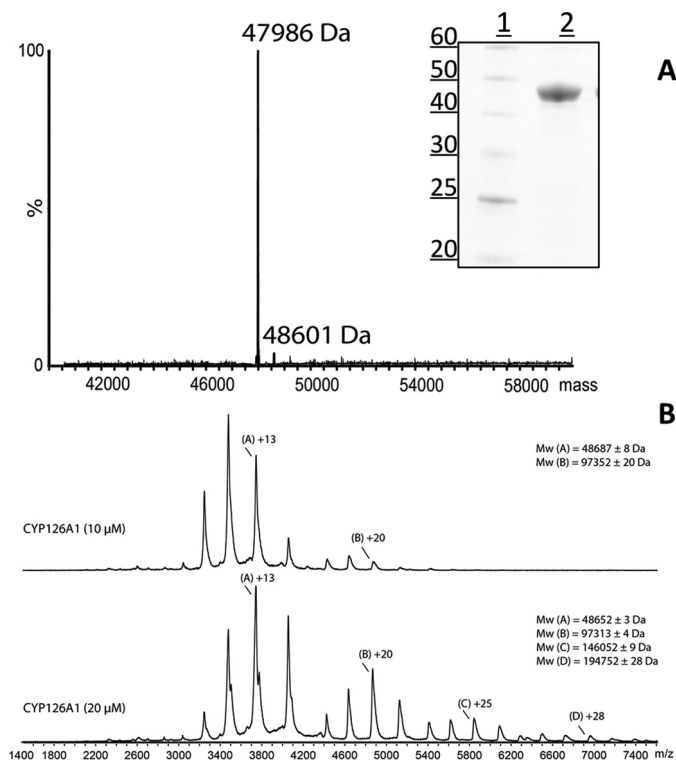 47986 Da
100
%
48601 Da
0
42000 46000 50000 54000 58000 mass
1 2
60
50
40
30
25
20
A
B
(A) +13
Mw (A) = 48687 ± 8 Da
Mw (B) = 97352 ± 20 Da
CYP126A1 (10 μM)
(B) +20
(A) +13
Mw (A) = 48652 ± 3 Da
Mw (B) = 97313 ± 4 Da
Mw (C) = 146052 ± 9 Da
Mw (D) = 194752 ± 28 Da
(B) +20
CYP126A1 (20 μM)
(C) +25
(D) +28
1400 1800 2200 2600 3000 3400 3800 4200 4600 5000 5400 5800 6200 6600 7000 7400 m/z